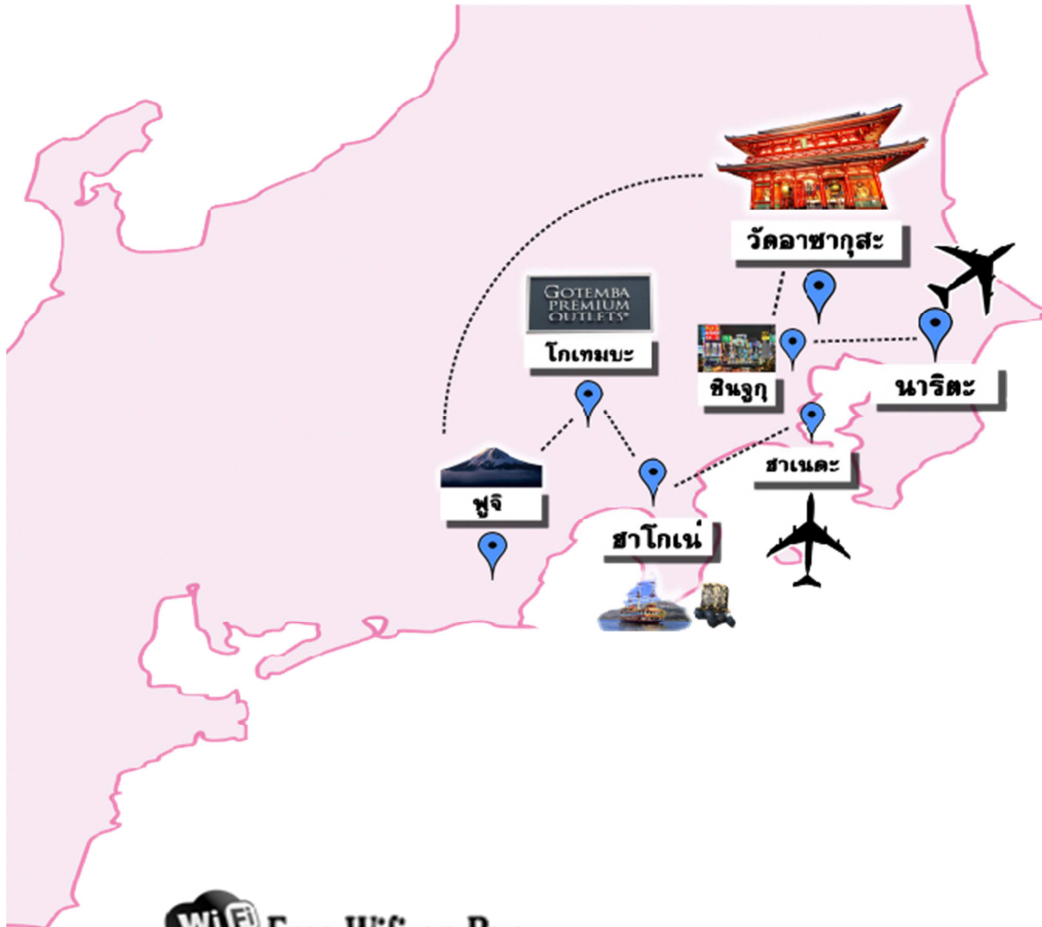 วัดอาซากุสะ
GOTEMBA
PREMIUM
OUTLETS®
โกเทมบะ
ชินจูกุ
นาริตะ
ฮาเนดะ
ฟูจิ
ฮาโกเน่
Wi Fi